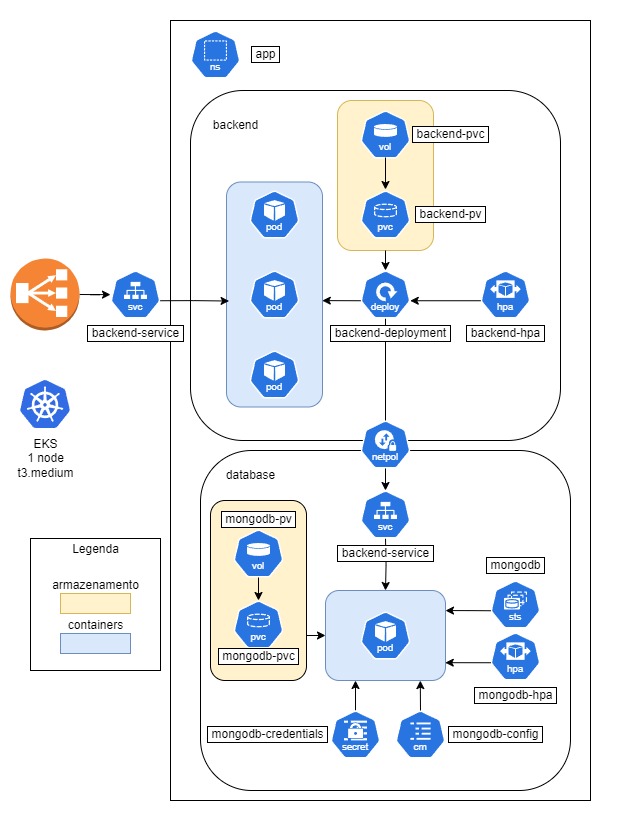 ns
app
backend
vol
backend-pvc
pod
pvc
backend-pv
svc
backend-service
pod
deploy
backend-deployment
hpa
backend-hpa
pod
EKS
1 node
t3.medium
netpol
database
mongodb-pv
vol
svc
backend-service
pvc
mongodb-pvc
pod
mongodb
sts
hpa
mongodb-hpa
mongodb-credentials
secret
cm
mongodb-config
Legenda
armazenamento
containers